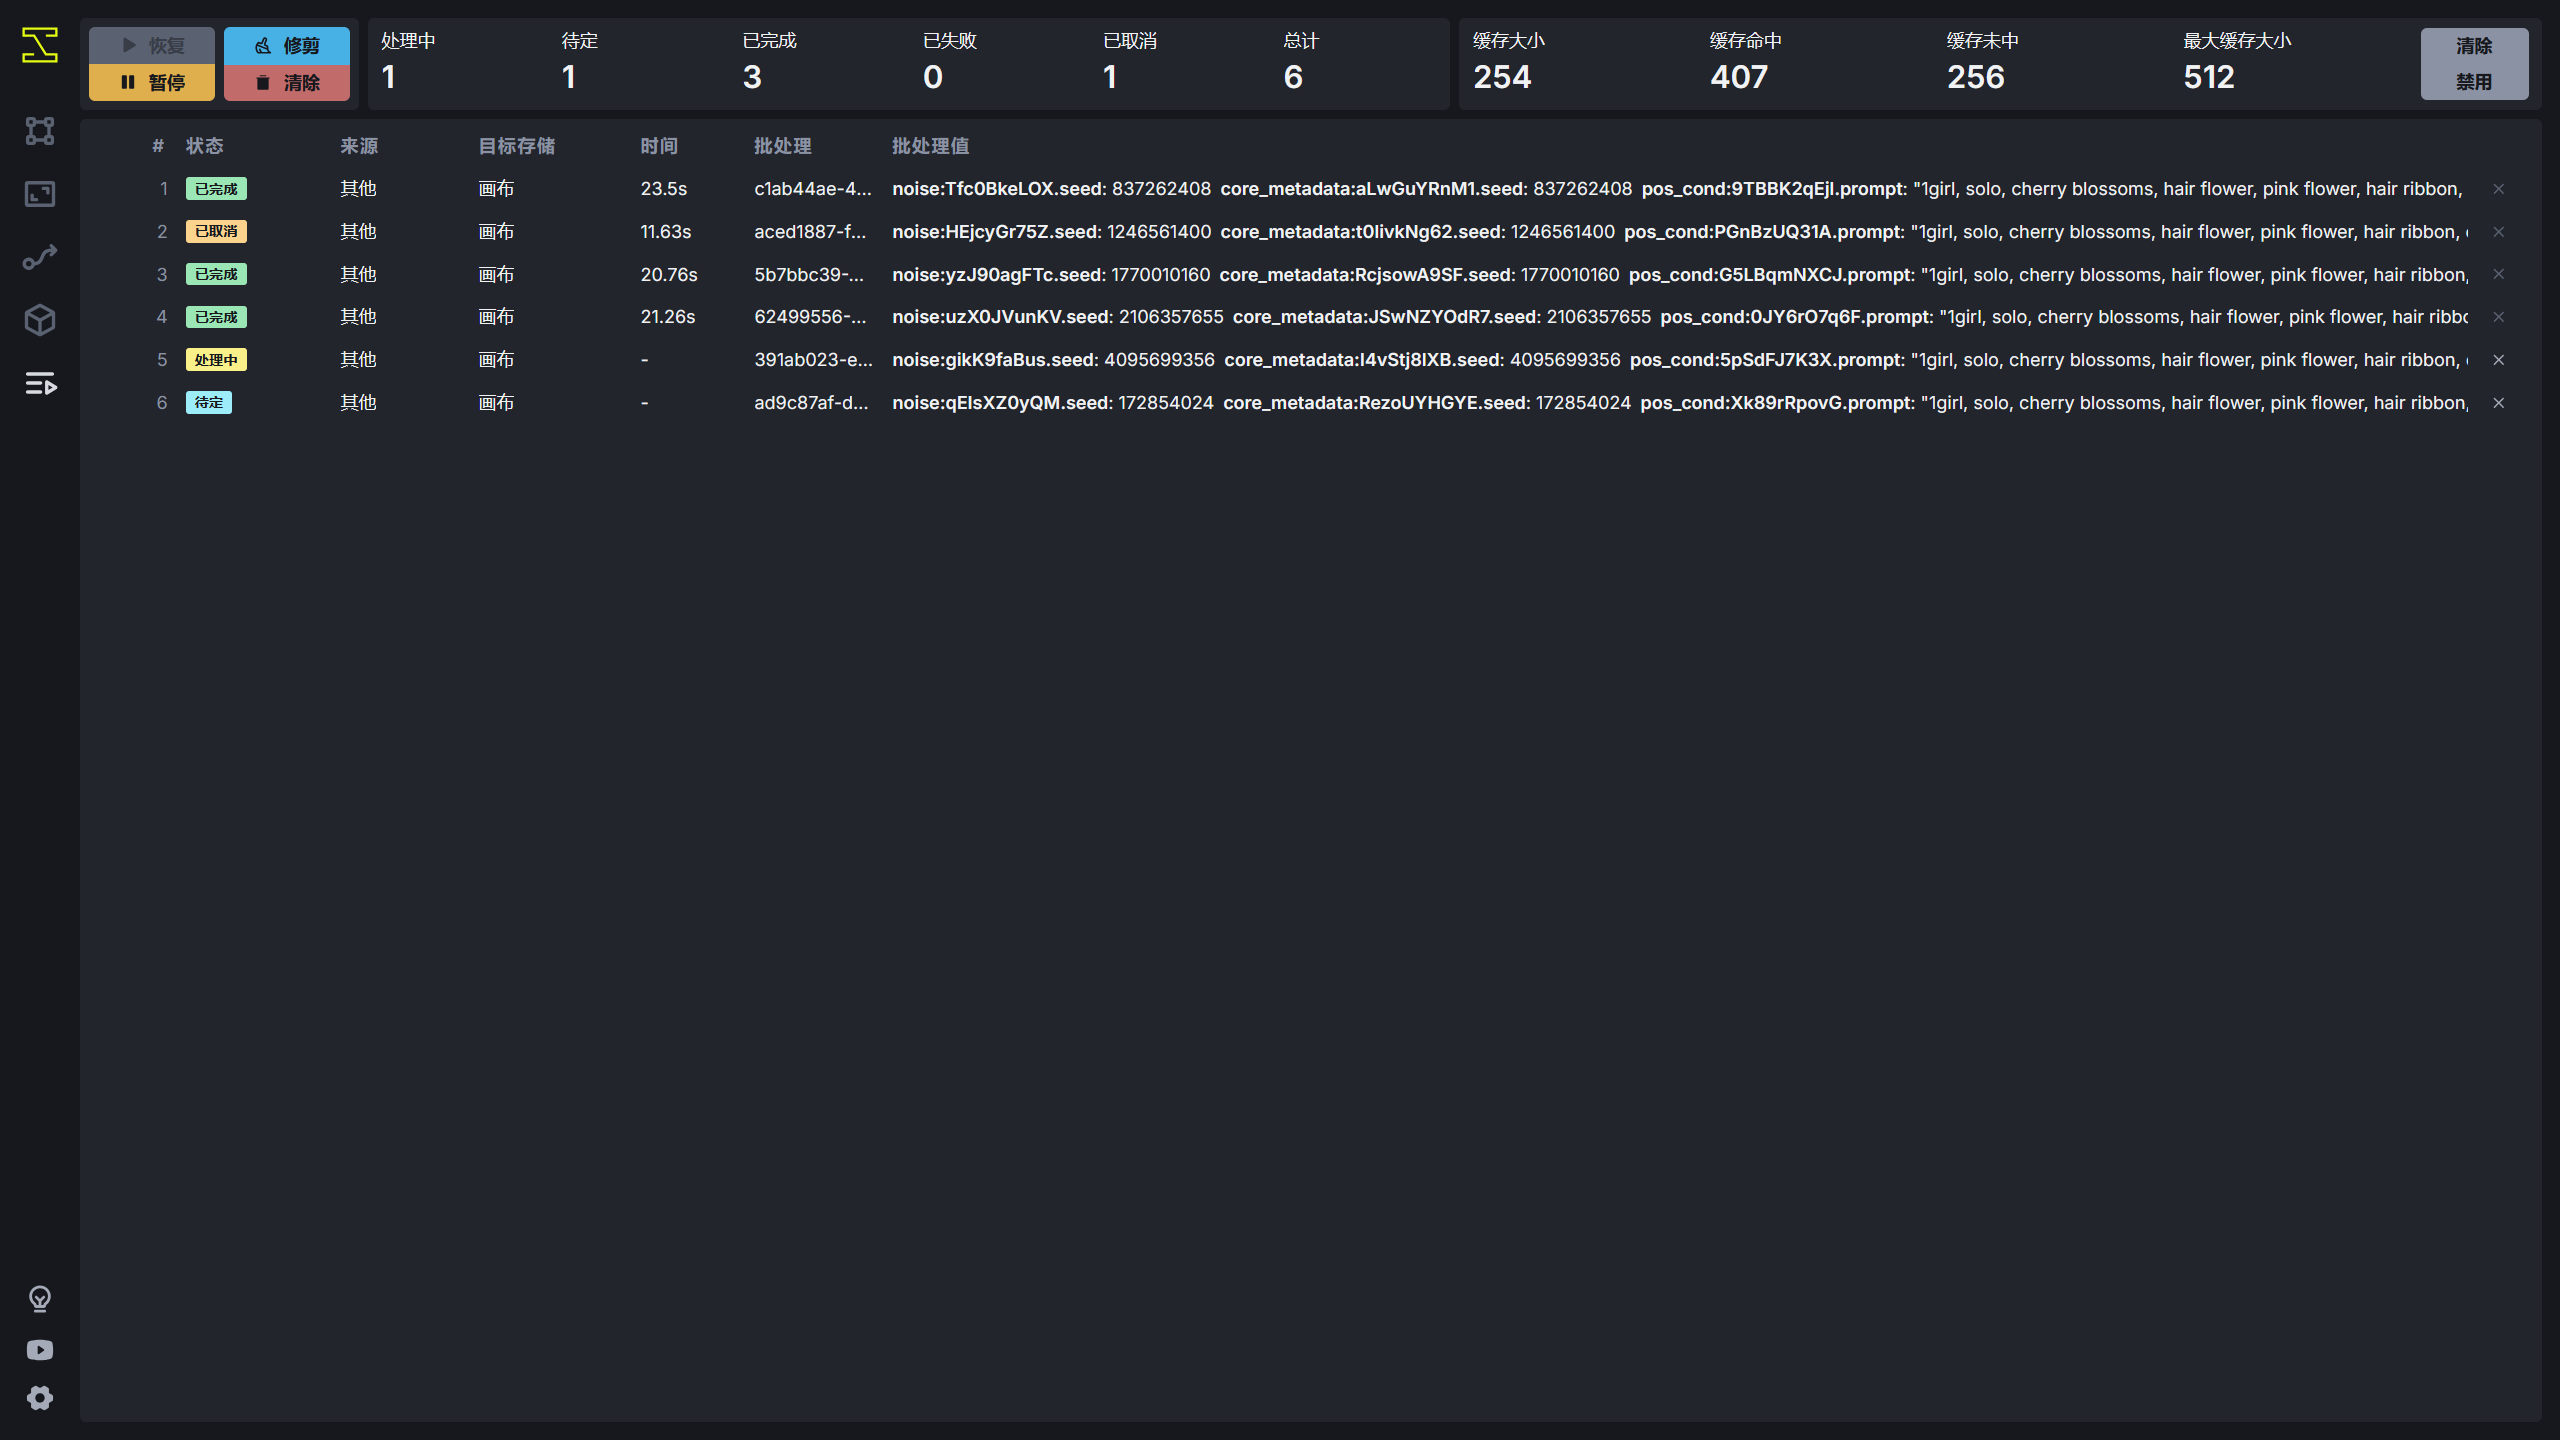 恢复
修剪
暂停
清除
处理中 待定 已完成 已失败 已取消 总计
1 1 3 0 1 6
缓存大小 缓存命中 缓存未中 最大缓存大小
254 407 256 512
清除
禁用
# 状态 来源 目标存储 时间 批处理 批处理值
1 已完成 其他 画布 23.5s c1ab44ae-4... noise:Tfc0BkeLOX.seed: 837262408 core_metadata:aLwGuYRnM1.seed: 837262408 pos_cond:9TBBK2qEjI.prompt: "1girl, solo, cherry blossoms, hair flower, pink flower, hair ribbon,
2 已取消 其他 画布 11.63s aced1887-f... noise:HEjcyGr75Z.seed: 1246561400 core_metadata:t0livkNg62.seed: 1246561400 pos_cond:PGnBzUQ31A.prompt: "1girl, solo, cherry blossoms, hair flower, pink flower, hair ribbon,
3 已完成 其他 画布 20.76s 5b7bbc39-... noise:yzJ90agFTc.seed: 1770010160 core_metadata:RcjsowA9SF.seed: 1770010160 pos_cond:G5LBqmNXCJ.prompt: "1girl, solo, cherry blossoms, hair flower, pink flower, hair ribbon,
4 已完成 其他 画布 21.26s 62499556-... noise:uzX0JVunKV.seed: 2106357655 core_metadata:JSwNZYOdR7.seed: 2106357655 pos_cond:0JY6rO7q6F.prompt: "1girl, solo, cherry blossoms, hair flower, pink flower, hair ribbo
5 处理中 其他 画布 - 391ab023-e... noise:gikK9faBus.seed: 4095699356 core_metadata:I4vStj8lXB.seed: 4095699356 pos_cond:5pSdFJ7K3X.prompt: "1girl, solo, cherry blossoms, hair flower, pink flower, hair ribbon,
6 待定 其他 画布 - ad9c87af-d... noise:qEIsXZ0yQM.seed: 172854024 core_metadata:RezoUYHGYE.seed: 172854024 pos_cond:Xk89rRpovG.prompt: "1girl, solo, cherry blossoms, hair flower, pink flower, hair ribbon,